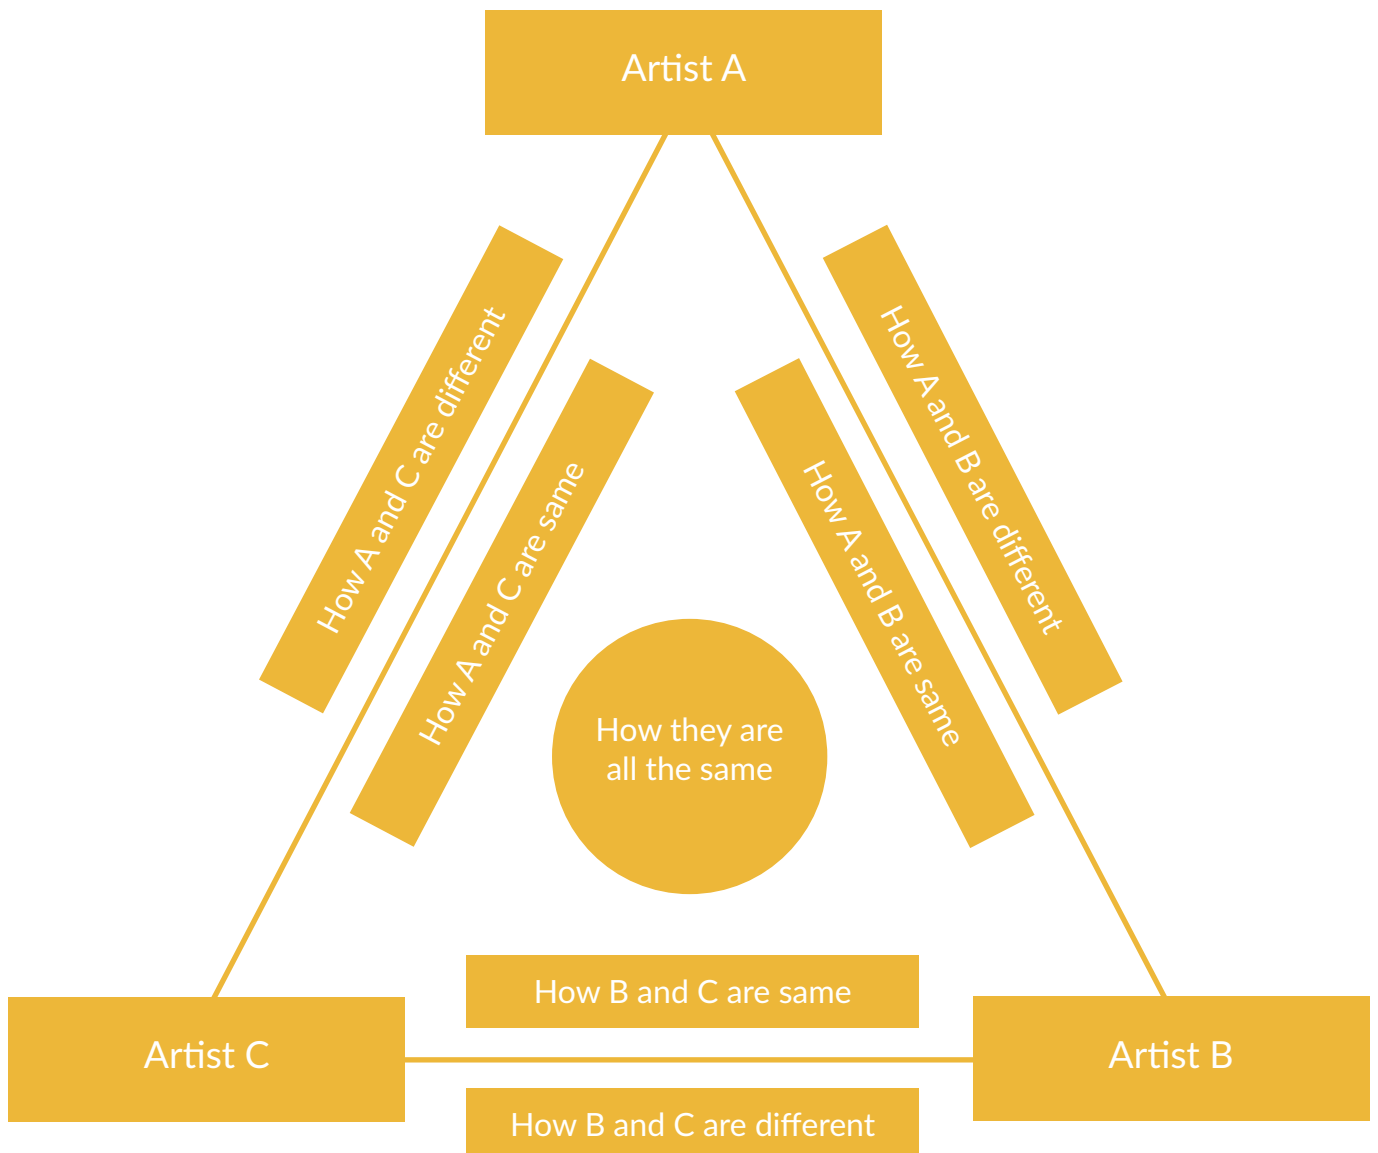 Artist A
How A and C are different
How A and B are different
How A and C are same
How A and B are same
How they are
all the same
How B and C are same
Artist C
Artist B
How B and C are different